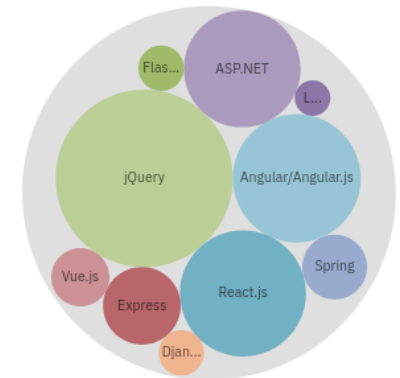 Flas...
ASP.NET
L...
jQuery
Angular/Angular.js
Vue.js
Express
React.js
Spring
Djan...